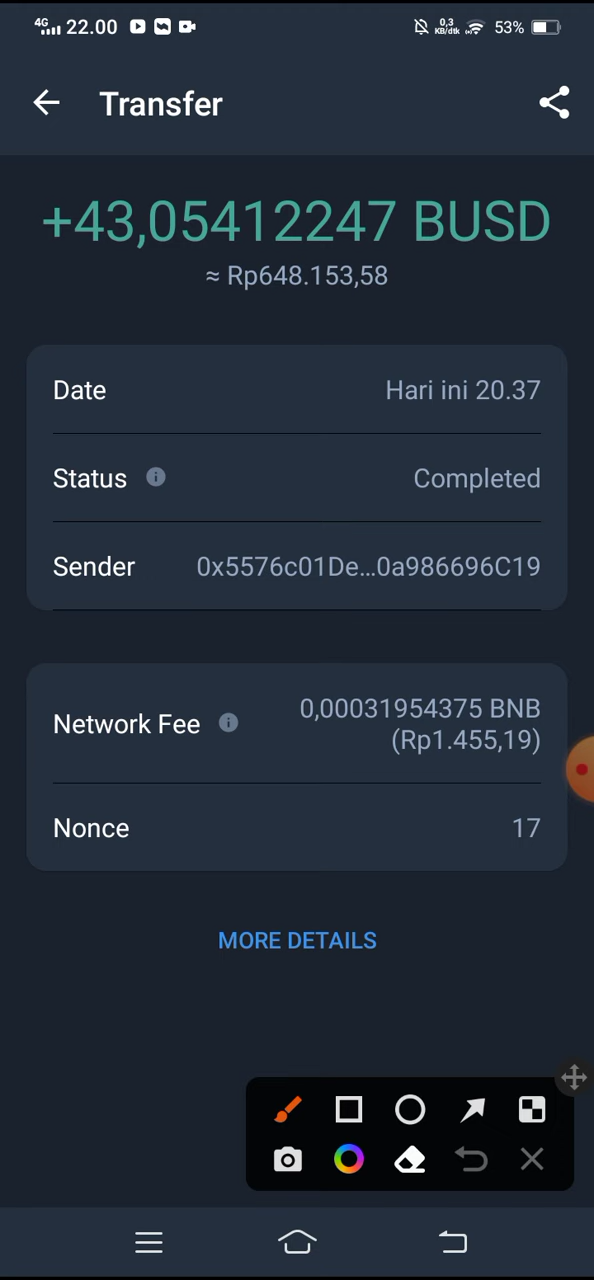 4G 22.00 0,3 KB/dtk 53%
Transfer
+43,05412247 BUSD
≈ Rp648.153,58
Date Hari ini 20.37
Status Completed
Sender 0x5576c01De...0a986696C19
Network Fee 0,00031954375 BNB
(Rp1.455,19)
Nonce 17
MORE DETAILS